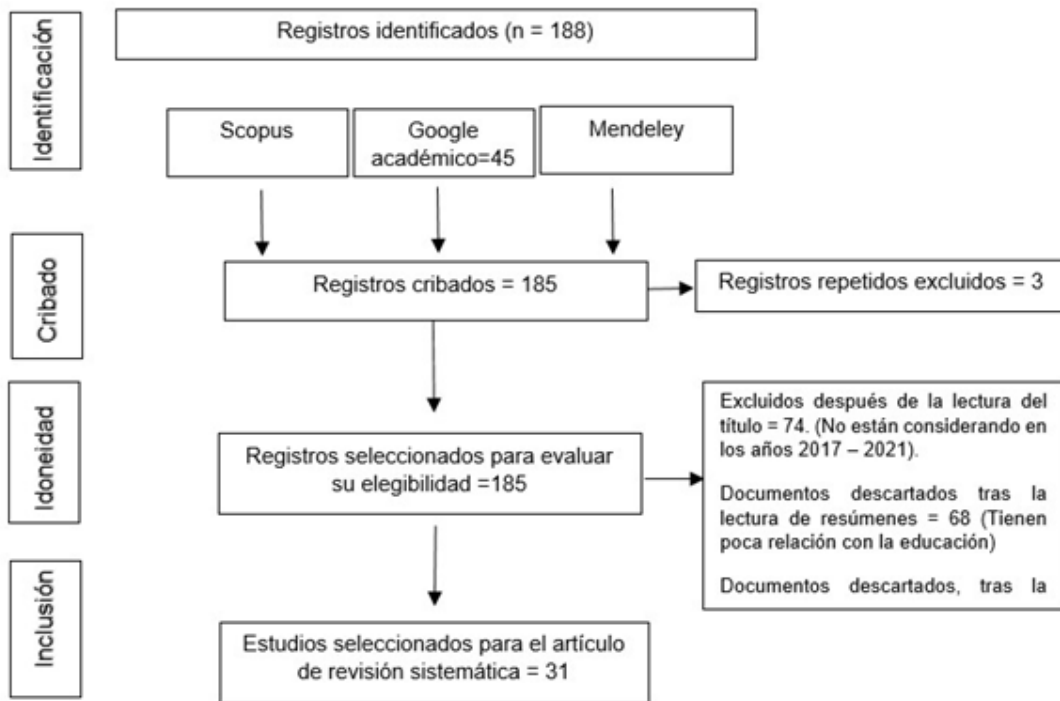 Identificación
Registros identificados (n = 188)
Scopus
Google
académico=45
Mendeley
Cribado
Registros cribados = 185
Registros repetidos excluidos = 3
Idoneidad
Registros seleccionados para evaluar
su elegibilidad =185
Excluidos después de la lectura del
título = 74. (No están considerando en
los años 2017 – 2021).
Documentos descartados tras la
lectura de resúmenes = 68 (Tienen
poca relación con la educación)
Documentos descartados, tras la
Inclusión
Estudios seleccionados para el artículo
de revisión sistemática = 31